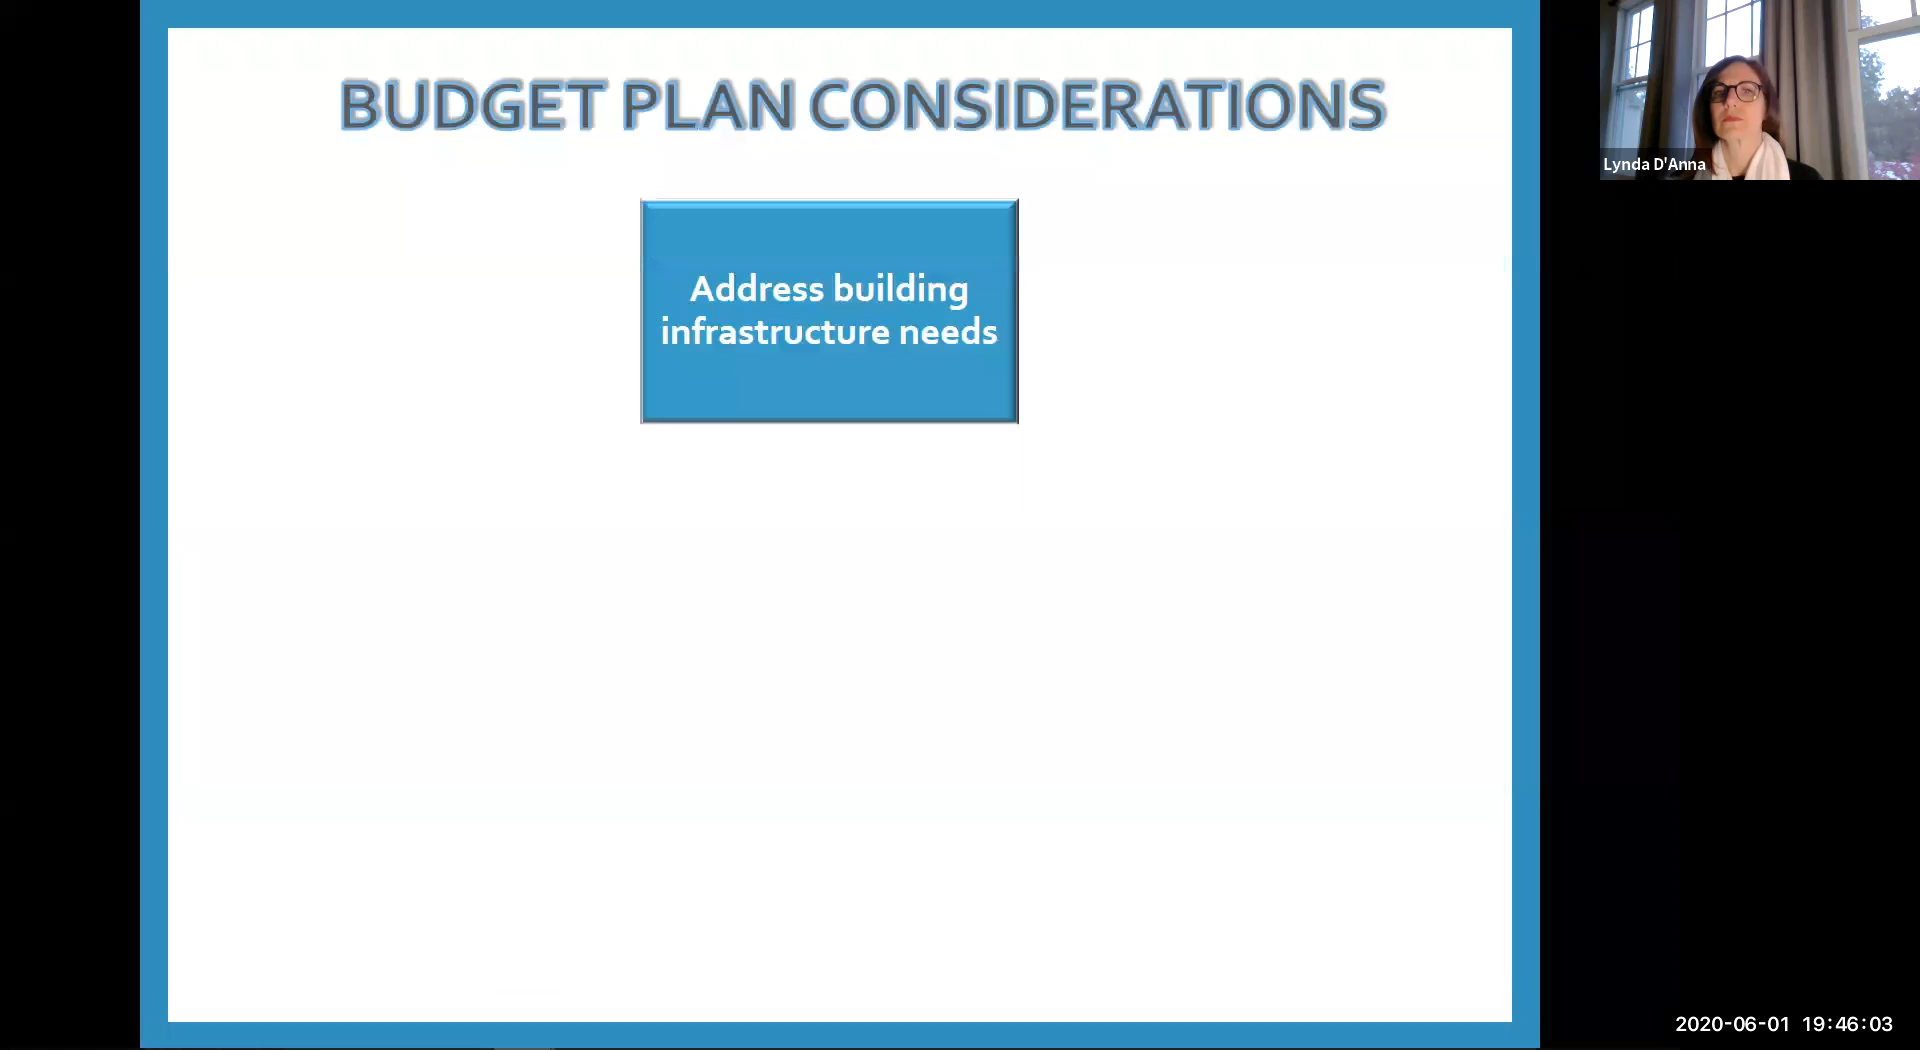 BUDGET PLAN CONSIDERATIONS
Address building
infrastructure needs
Lynda D'Anna
2020-06-01 19:46:03